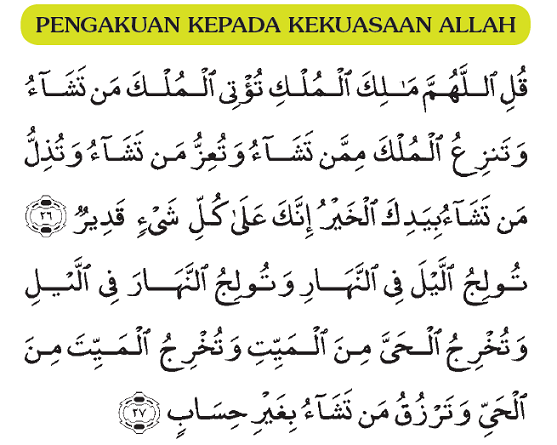 PENGAKUAN KEPADA KEKUASAAN ALLAH
قُلِ ٱللَّهُمَّ مَٰلِكَ ٱلْمُلْكِ تُؤْتِى ٱلْمُلْكَ مَن تَشَآءُ
وَتَنزِعُ ٱلْمُلْكَ مِمَّن تَشَآءُ وَتُعِزُّ مَن تَشَآءُ وَتُذِلُّ
مَن تَشَآءُ بِيَدِكَ ٱلْخَيْرُ إِنَّكَ عَلَىٰ كُلِّ شَىْءٍ قَدِيرٌ ٢٦
تُولِجُ ٱلَّيْلَ فِى ٱلنَّهَارِ وَتُولِجُ ٱلنَّهَارَ فِى ٱلَّيْلِ
وَتُخْرِجُ ٱلْحَىَّ مِنَ ٱلْمَيِّتِ وَتُخْرِجُ ٱلْمَيِّتَ مِنَ
ٱلْحَىِّ وَتَرْزُقُ مَن تَشَآءُ بِغَيْرِ حِسَابٍ ٢٧